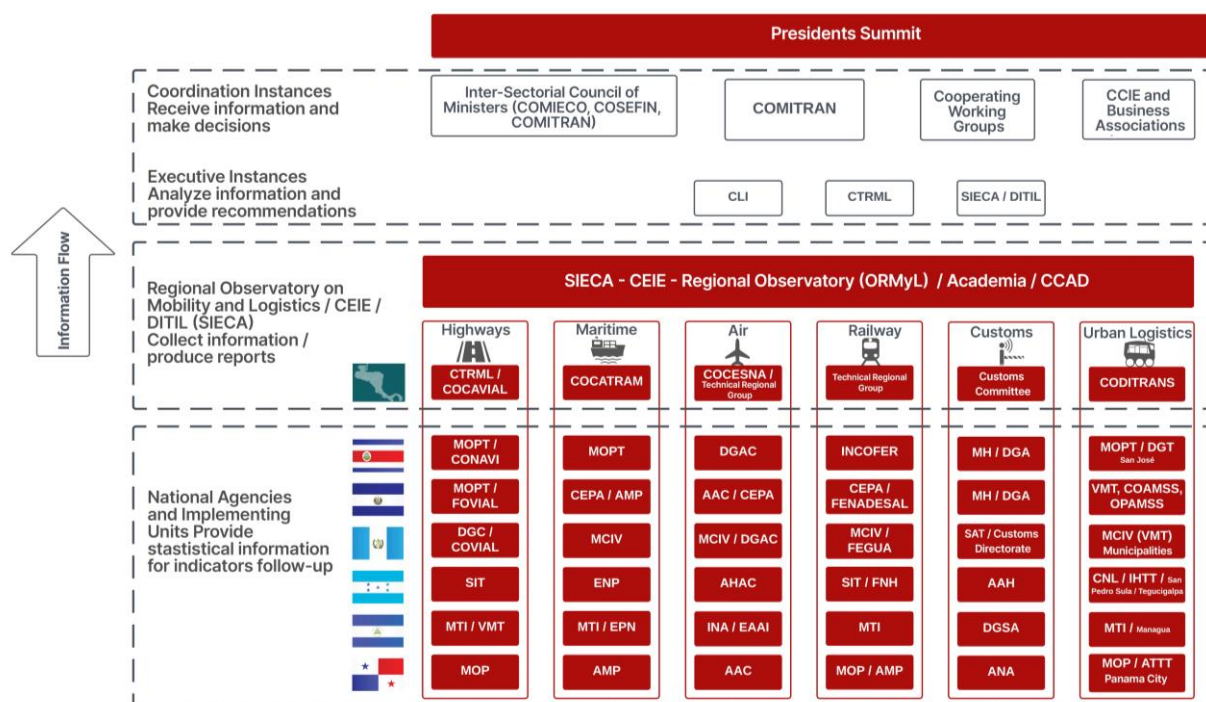 Presidents Summit
Coordination Instances
Receive information and
make decisions
Inter-Sectorial Council of
Ministers (COMIECO, COSEFIN,
COMITRAN)
COMITRAN
Cooperating
Working
Groups
CCIE and
Business
Associations
Executive Instances
Analyze information and
provide recommendations
CLI
CTRML
SIECA / DITIL
Information Flow
Regional Observatory on
Mobility and Logistics / CEIE /
DITIL (SIECA)
Collect information /
produce reports
SIECA - CEIE - Regional Observatory (ORMyL) / Academia / CCAD
Highways
Maritime
Air
Railway
Customs
Urban Logistics
CTRML /
COCAVIAL
COCATRAM
COCESNA /
Technical Regional
Group
Technical Regional
Group
Customs
Committee
CODITRANS
National Agencies
and Implementing
Units Provide
stastistical information
for indicators follow-up
MOPT /
CONAVI
MOPT
DGAC
INCOFER
MH / DGA
MOPT / DGT
San José
MOPT /
FOVIAL
CEPA / AMP
AAC / CEPA
CEPA /
FENADESAL
MH / DGA
VMT, COAMSS,
OPAMSS
DGC /
COVIAL
MCIV
MCIV / DGAC
MCIV /
FEGUA
SAT / Customs
Directorate
MCIV (VMT)
Municipalities
SIT
ENP
AHAC
SIT / FNH
AAH
CNL / IHTT / San
Pedro Sula / Tegucigalpa
MTI / VMT
MTI / EPN
INA / EAAI
MTI
DGSA
MTI / Managua
MOP
AMP
AAC
MOP / AMP
ANA
MOP / ATTT
Panama City